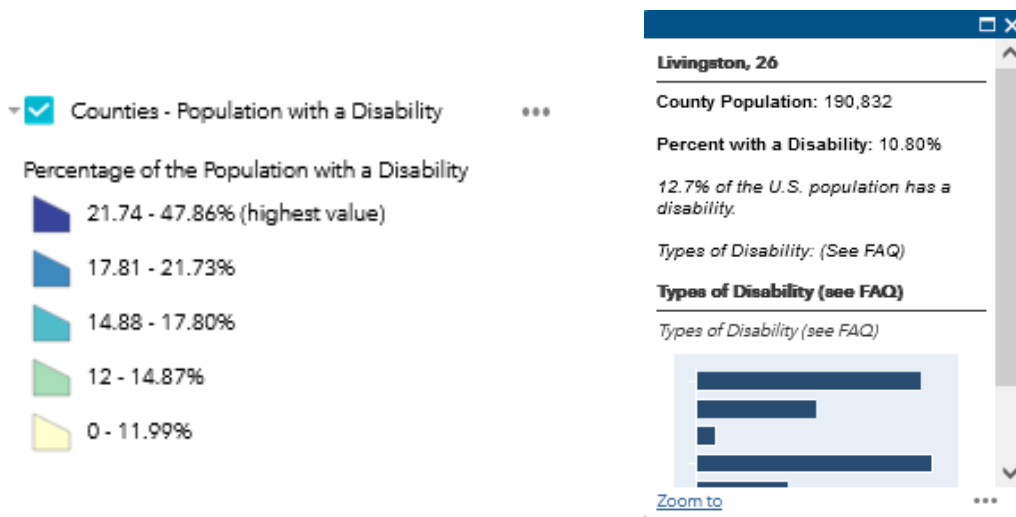 Counties - Population with a Disability
Percentage of the Population with a Disability
21.74 - 47.86% (highest value)
17.81 - 21.73%
14.88 - 17.80%
12 - 14.87%
0 - 11.99%
Livingston, 26
County Population: 190,832
Percent with a Disability: 10.80%
12.7% of the U.S. population has a
disability.
Types of Disability: (See FAQ)
Types of Disability (see FAQ)
Types of Disability (see FAQ)
Zoom to